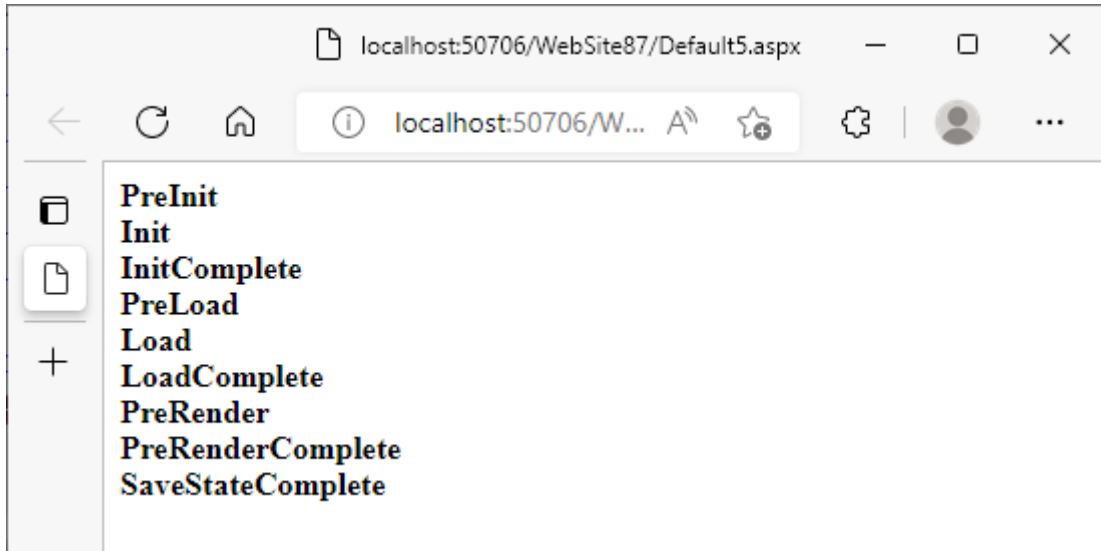 localhost:50706/WebSite87/Default5.aspx
localhost:50706/W... A
PreInit
Init
InitComplete
PreLoad
Load
LoadComplete
PreRender
PreRenderComplete
SaveStateComplete